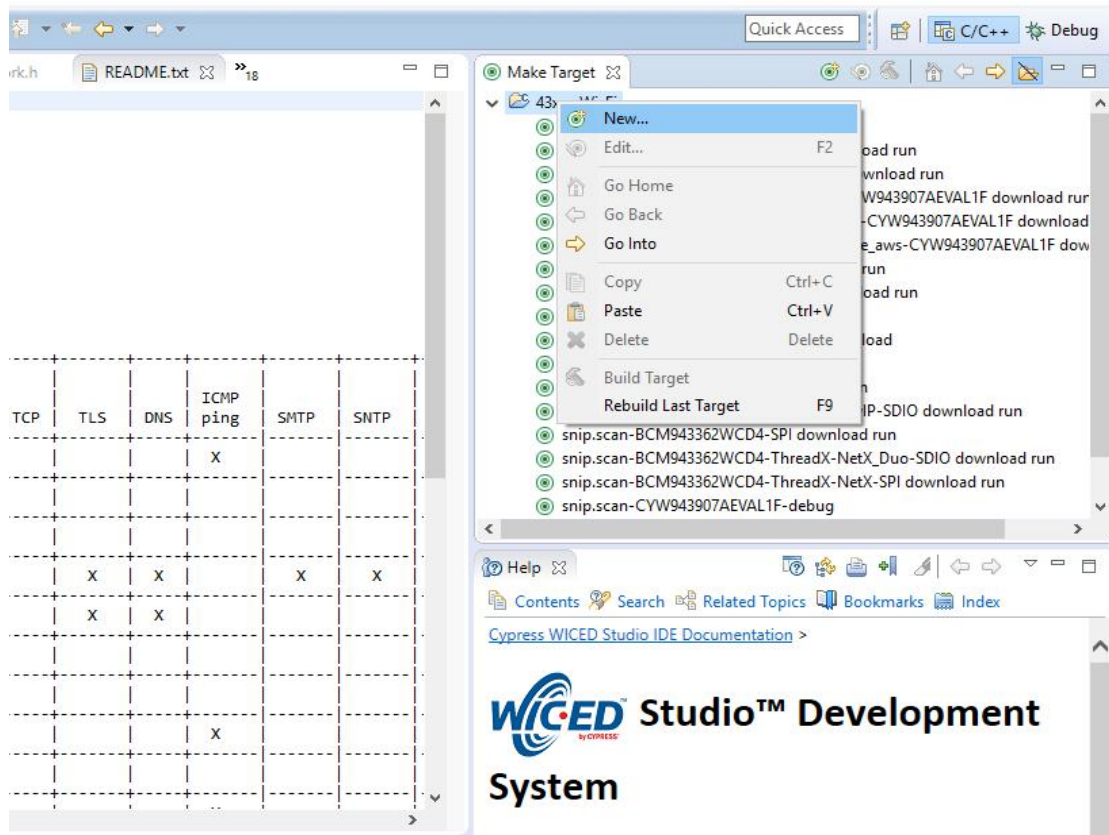 Quick Access
C/C++
Debug
README.txt
18
Make Target
New...
Edit... F2
Go Home
Go Back
Go Into
Copy Ctrl+C
Paste Ctrl+V
Delete Delete
Build Target
Rebuild Last Target F9
oad run
wnload run
W943907AEVAL1F download run
-CYW943907AEVAL1F download
e_aws-CYW943907AEVAL1F dow
run
oad run
load
IP-SDIO download run
snip.scan-BCM943362WCD4-SPI download run
snip.scan-BCM943362WCD4-ThreadX-NetX_Duo-SDIO download run
snip.scan-BCM943362WCD4-ThreadX-NetX-SPI download run
snip.scan-CYW943907AEVAL1F-debug
ICMP
TCP | TLS | DNS | ping | SMTP | SNTP
X
X X X X
X X
X
Help
Contents Search Related Topics Bookmarks Index
Cypress WICED Studio IDE Documentation >
WICED Studio™ Development
by CYPRESS
System